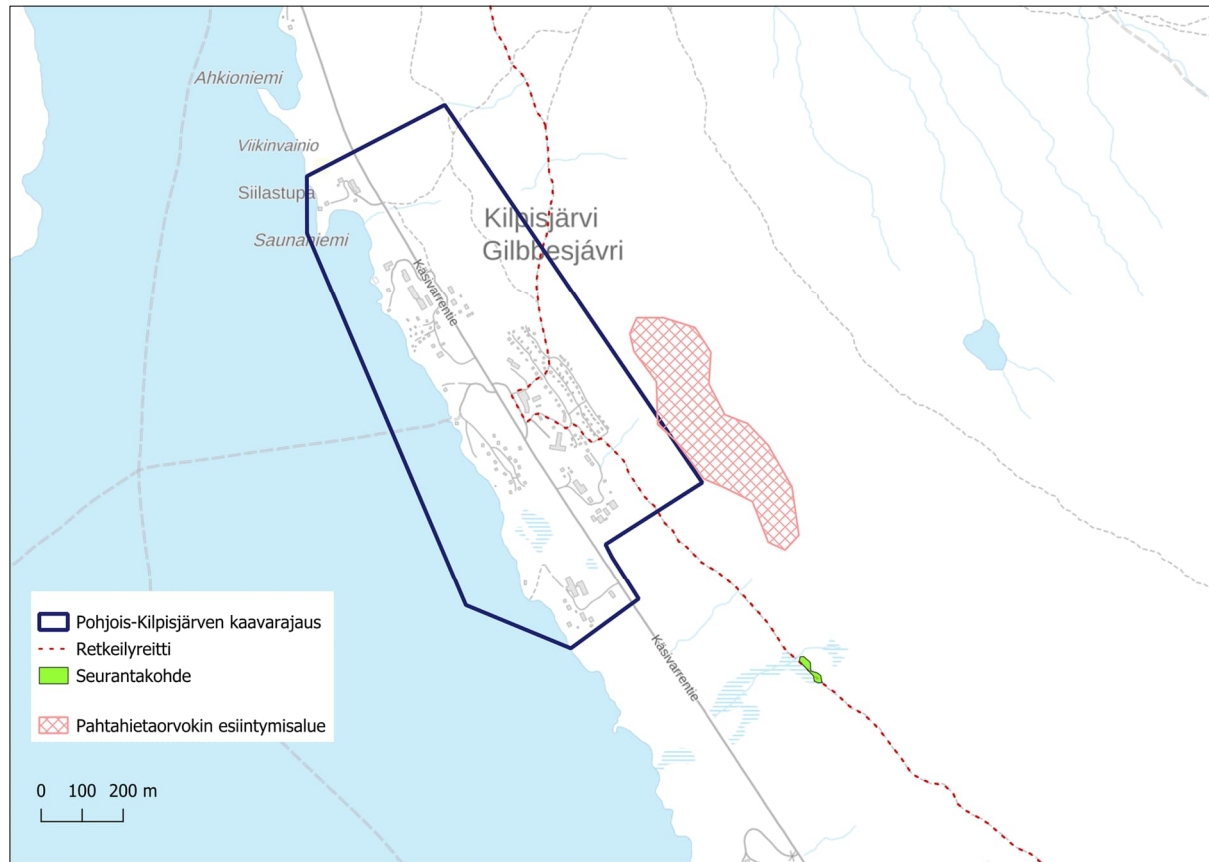 Ahkioniemi
Viikinvainio
Siilastupa
Saunaniemi
Kilpisjärvi
Gilbbesjávri
Käsivarrentie
Käsivarrentie
Pohjois-Kilpisjärven kaavarajaus
Retkeilyreitti
Seurantakohde
Pahtahietaorvokin esiintymisalue
0 100 200 m